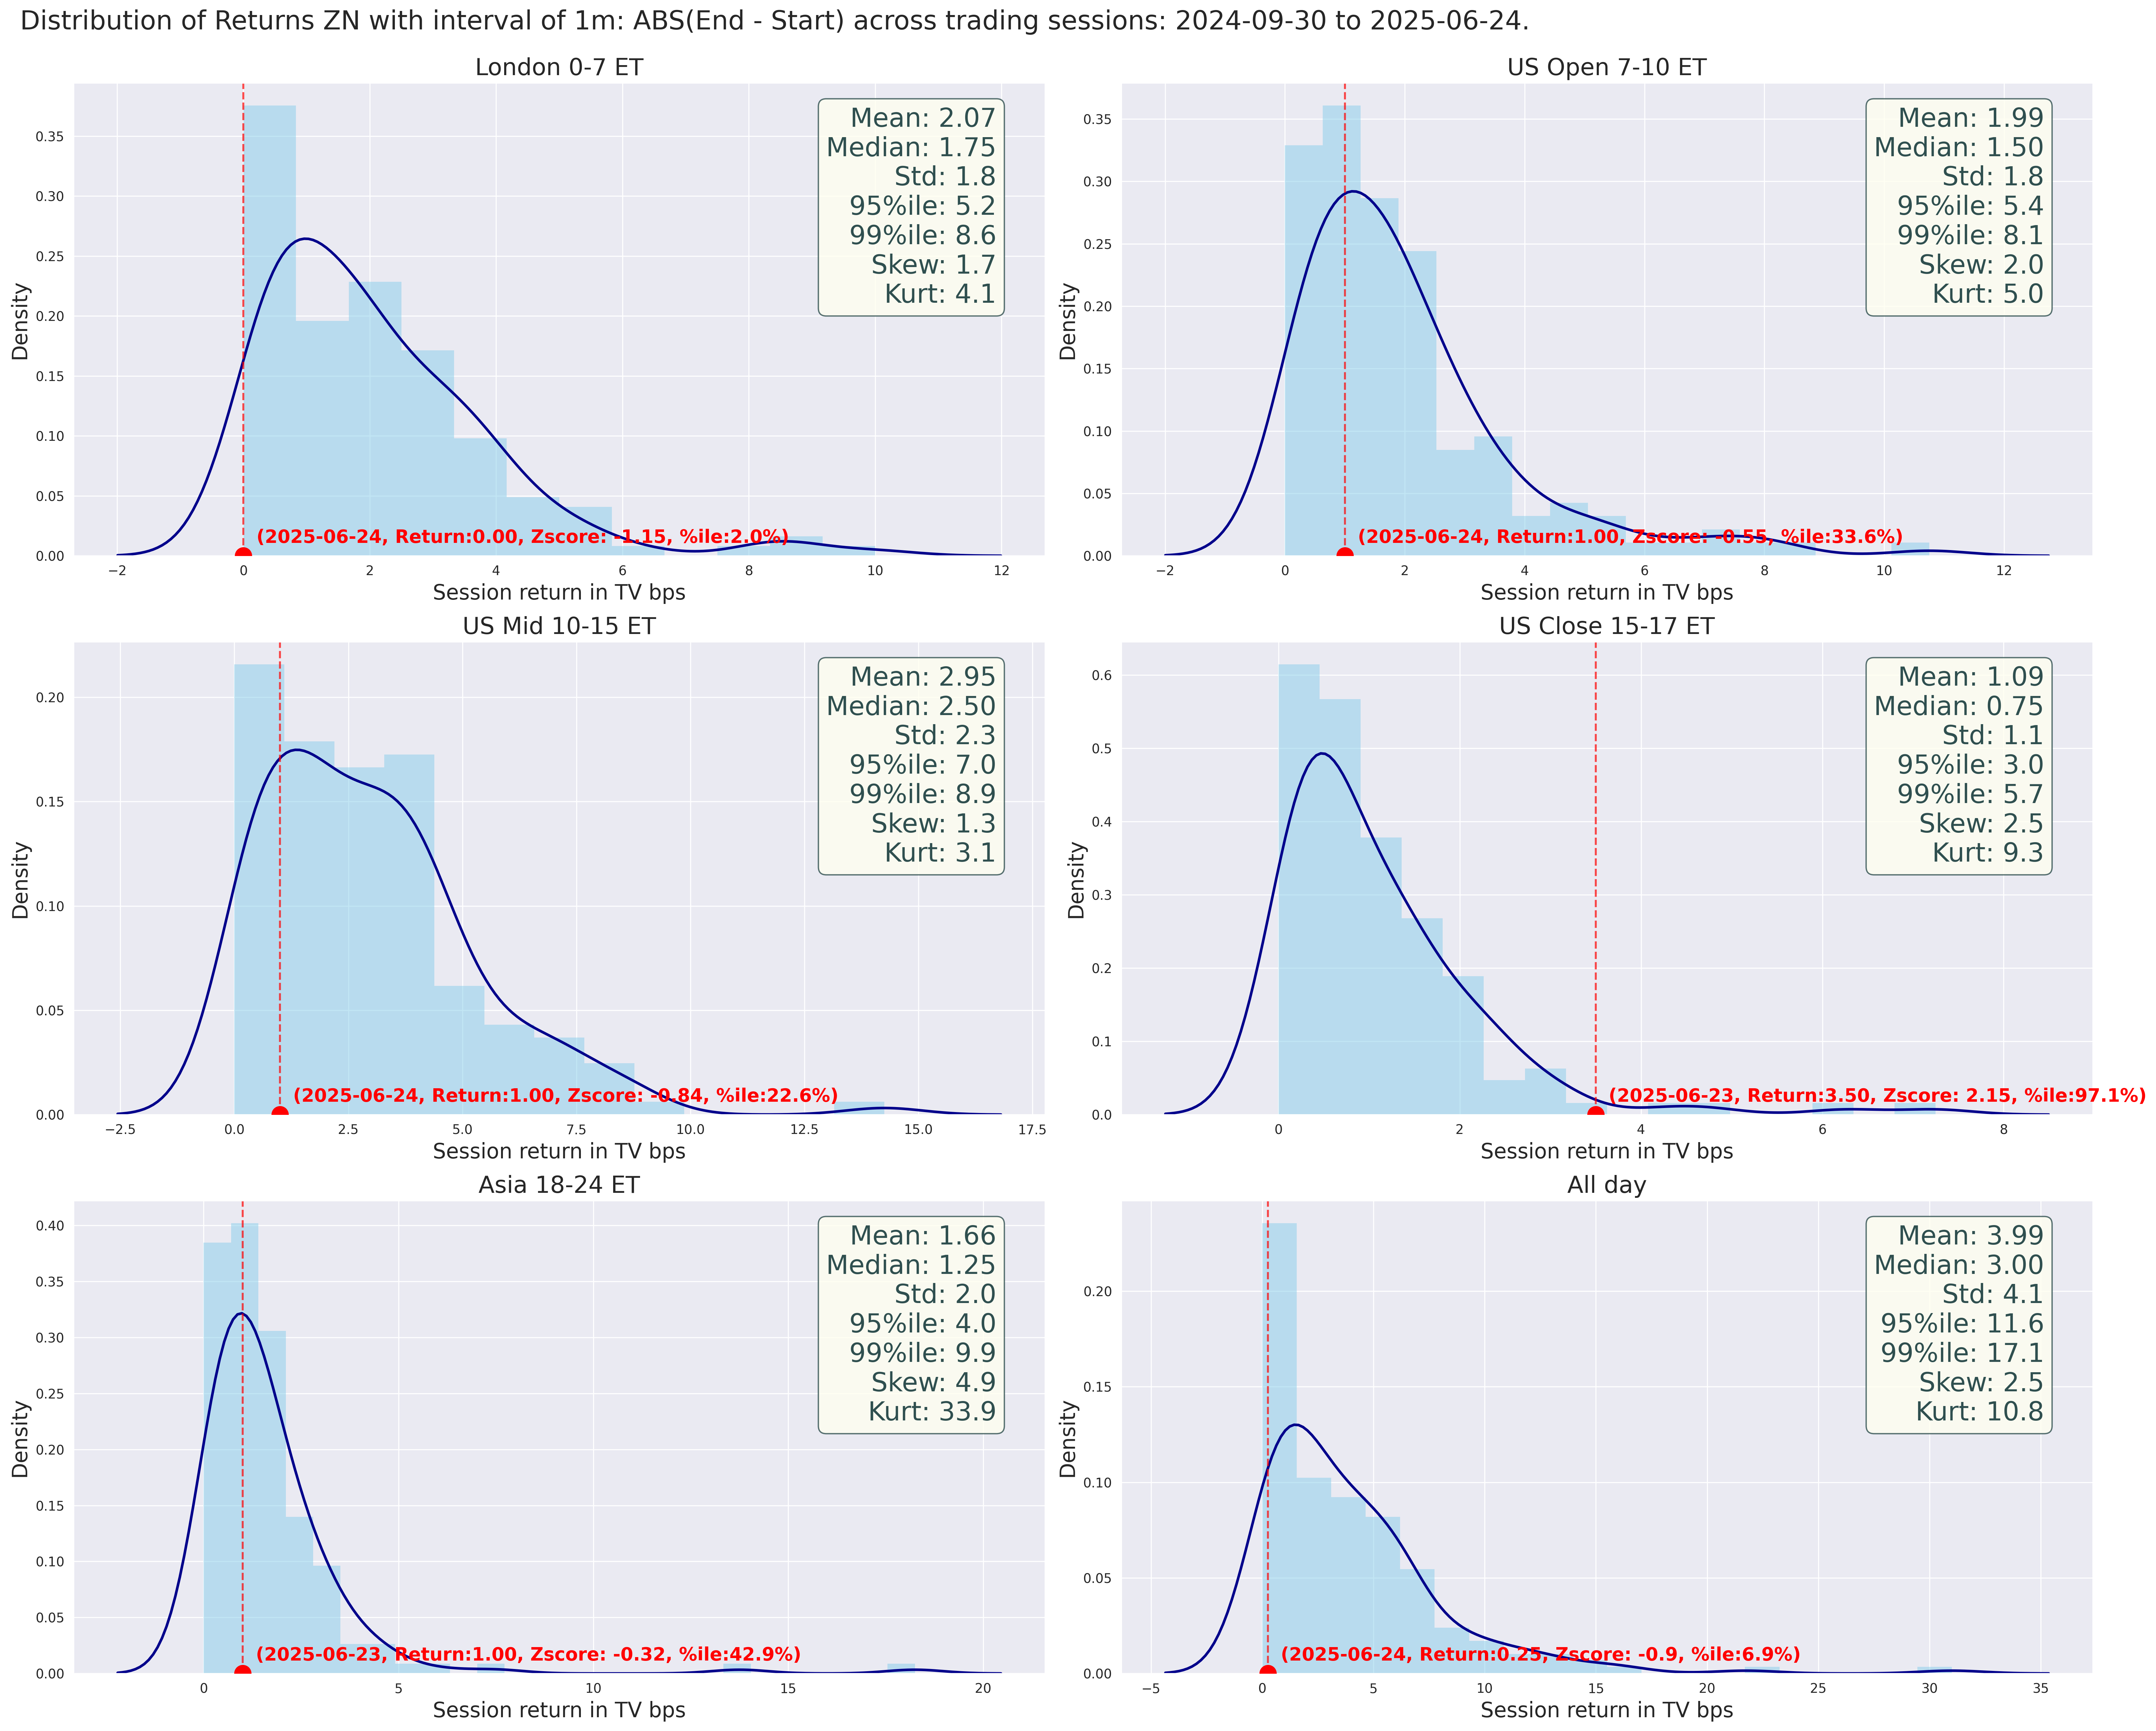 Distribution of Returns ZN with interval of 1m: ABS(End - Start) across trading sessions: 2024-09-30 to 2025-06-24.
London 0-7 ET
Density
0.35
0.30
0.25
0.20
0.15
0.10
0.05
0.00
Mean: 2.07
Median: 1.75
Std: 1.8
95%ile: 5.2
99%ile: 8.6
Skew: 1.7
Kurt: 4.1
(2025-06-24, Return:0.00, Zscore: -1.15, %ile:2.0%)
−2 0 2 4 6 8 10 12
Session return in TV bps
US Open 7-10 ET
Density
0.35
0.30
0.25
0.20
0.15
0.10
0.05
0.00
Mean: 1.99
Median: 1.50
Std: 1.8
95%ile: 5.4
99%ile: 8.1
Skew: 2.0
Kurt: 5.0
(2025-06-24, Return:1.00, Zscore: -0.55, %ile:33.6%)
−2 0 2 4 6 8 10 12
Session return in TV bps
US Mid 10-15 ET
Density
0.20
0.15
0.10
0.05
0.00
Mean: 2.95
Median: 2.50
Std: 2.3
95%ile: 7.0
99%ile: 8.9
Skew: 1.3
Kurt: 3.1
(2025-06-24, Return:1.00, Zscore: -0.84, %ile:22.6%)
−2.5 0.0 2.5 5.0 7.5 10.0 12.5 15.0 17.5
Session return in TV bps
US Close 15-17 ET
Density
0.6
0.5
0.4
0.3
0.2
0.1
0.0
Mean: 1.09
Median: 0.75
Std: 1.1
95%ile: 3.0
99%ile: 5.7
Skew: 2.5
Kurt: 9.3
(2025-06-23, Return:3.50, Zscore: 2.15, %ile:97.1%)
0 2 4 6 8
Session return in TV bps
Asia 18-24 ET
Density
0.40
0.35
0.30
0.25
0.20
0.15
0.10
0.05
0.00
Mean: 1.66
Median: 1.25
Std: 2.0
95%ile: 4.0
99%ile: 9.9
Skew: 4.9
Kurt: 33.9
(2025-06-23, Return:1.00, Zscore: -0.32, %ile:42.9%)
0 5 10 15 20
Session return in TV bps
All day
Density
0.20
0.15
0.10
0.05
0.00
Mean: 3.99
Median: 3.00
Std: 4.1
95%ile: 11.6
99%ile: 17.1
Skew: 2.5
Kurt: 10.8
(2025-06-24, Return:0.25, Zscore: -0.9, %ile:6.9%)
−5 0 5 10 15 20 25 30 35
Session return in TV bps